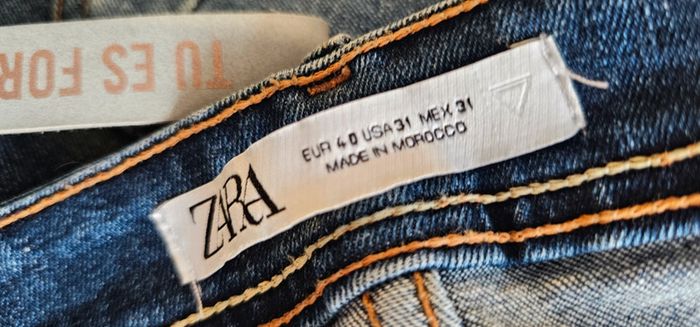 TU ES FOR
ZARA
EUR 40 USA 31 MEX 31
MADE IN MOROCCO